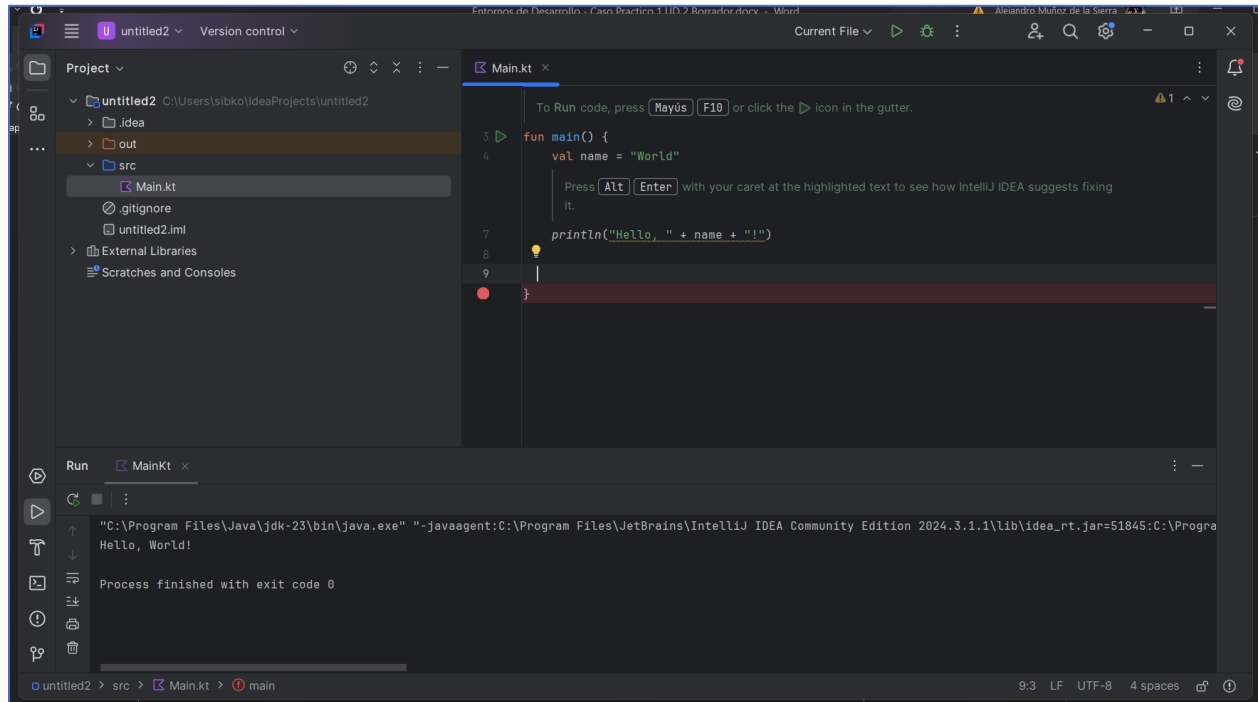 Entornos de Desarrollo - Caso Practico 1 UD 2 Borrador.docx - Word
Alejandro Muñoz de la Sierra
U untitled2 Version control
Current File
Project
Main.kt
untitled2 C:\Users\sibko\IdeaProjects\untitled2
.idea
out
src
Main.kt
.gitignore
untitled2.iml
External Libraries
Scratches and Consoles
To Run code, press Mayús F10 or click the icon in the gutter.
1
3 fun main() {
4 val name = "World"
Press Alt Enter with your caret at the highlighted text to see how IntelliJ IDEA suggests fixing
it.
7 println("Hello, " + name + "!")
8
9
}
Run MainKt
"C:\Program Files\Java\jdk-23\bin\java.exe" "-javaagent:C:\Program Files\JetBrains\IntelliJ IDEA Community Edition 2024.3.1.1\lib\idea_rt.jar=51845:C:\Progra
Hello, World!
Process finished with exit code 0
untitled2 > src > Main.kt > main
9:3 LF UTF-8 4 spaces